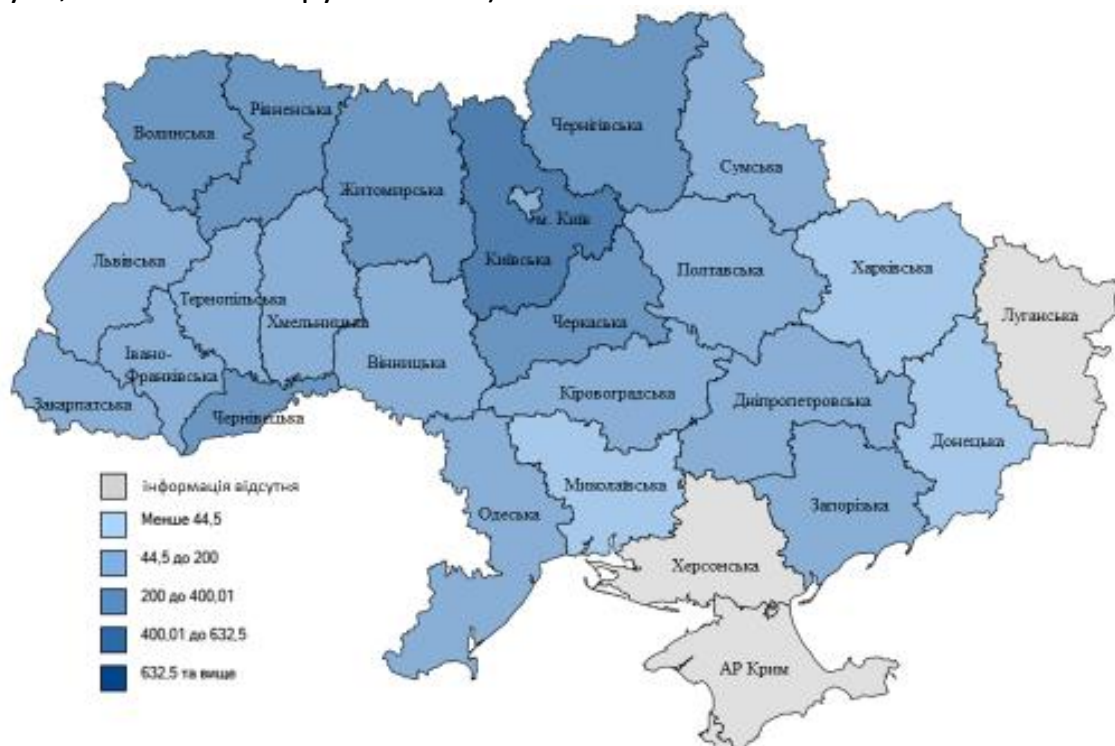 Волинська
Рівненська
Житомирська
Чернігівська
Сумська
м. Київ
Київська
Львівська
Тернопільська
Хмельницька
Полтавська
Харківська
Луганська
Черкаська
Вінницька
Івано-
Франківська
Закарпатська
Чернівецька
Кіровоградська
Дніпропетровська
Донецька
Миколаївська
Одеська
Запорізька
Херсонська
АР Крим
інформація відсутня
Менше 44,5
44,5 до 200
200 до 400,01
400,01 до 632,5
632,5 та вище